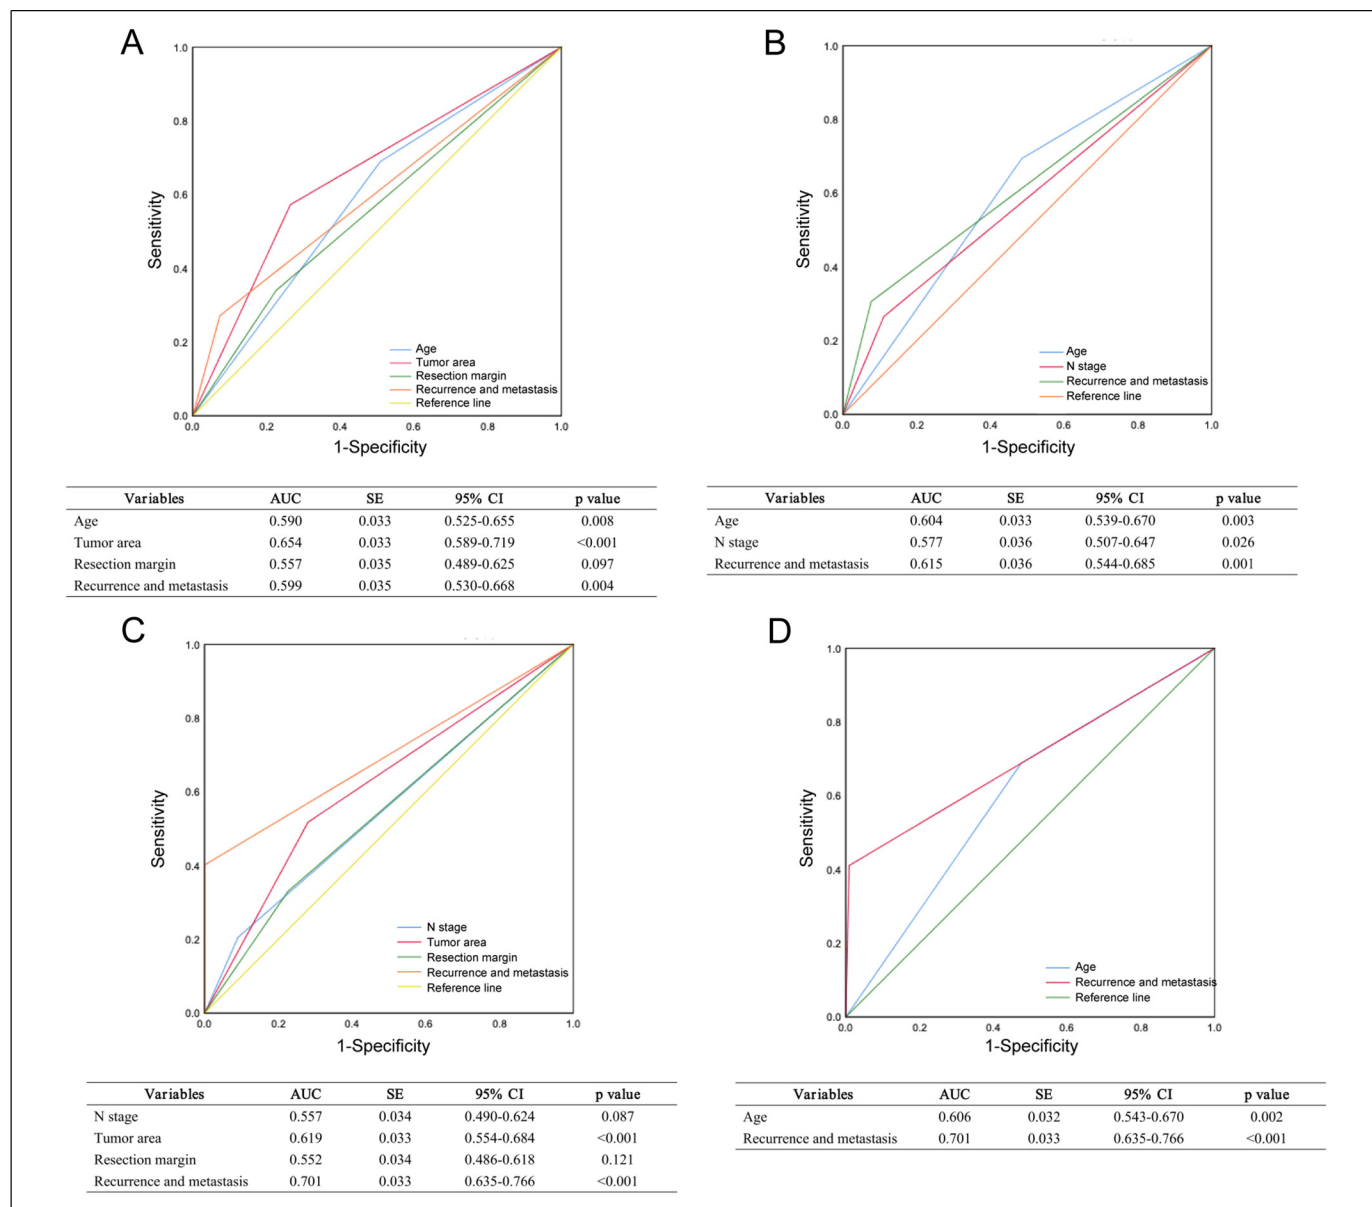 A
1.0
0.8
0.6
0.4
0.2
0.0
Sensitivity
0.0 0.2 0.4 0.6 0.8 1.0
1-Specificity
Age
Tumor area
Resection margin
Recurrence and metastasis
Reference line
Variables AUC SE 95% CI p value
Age 0.590 0.033 0.525-0.655 0.008
Tumor area 0.654 0.033 0.589-0.719 <0.001
Resection margin 0.557 0.035 0.489-0.625 0.097
Recurrence and metastasis 0.599 0.035 0.530-0.668 0.004
B
1.0
0.8
0.6
0.4
0.2
0.0
Sensitivity
0.0 0.2 0.4 0.6 0.8 1.0
1-Specificity
Age
N stage
Recurrence and metastasis
Reference line
Variables AUC SE 95% CI p value
Age 0.604 0.033 0.539-0.670 0.003
N stage 0.577 0.036 0.507-0.647 0.026
Recurrence and metastasis 0.615 0.036 0.544-0.685 0.001
C
1.0
0.8
0.6
0.4
0.2
0.0
Sensitivity
0.0 0.2 0.4 0.6 0.8 1.0
1-Specificity
N stage
Tumor area
Resection margin
Recurrence and metastasis
Reference line
Variables AUC SE 95% CI p value
N stage 0.557 0.034 0.490-0.624 0.087
Tumor area 0.619 0.033 0.554-0.684 <0.001
Resection margin 0.552 0.034 0.486-0.618 0.121
Recurrence and metastasis 0.701 0.033 0.635-0.766 <0.001
D
1.0
0.8
0.6
0.4
0.2
0.0
Sensitivity
0.0 0.2 0.4 0.6 0.8 1.0
1-Specificity
Age
Recurrence and metastasis
Reference line
Variables AUC SE 95% CI p value
Age 0.606 0.032 0.543-0.670 0.002
Recurrence and metastasis 0.701 0.033 0.635-0.766 <0.001